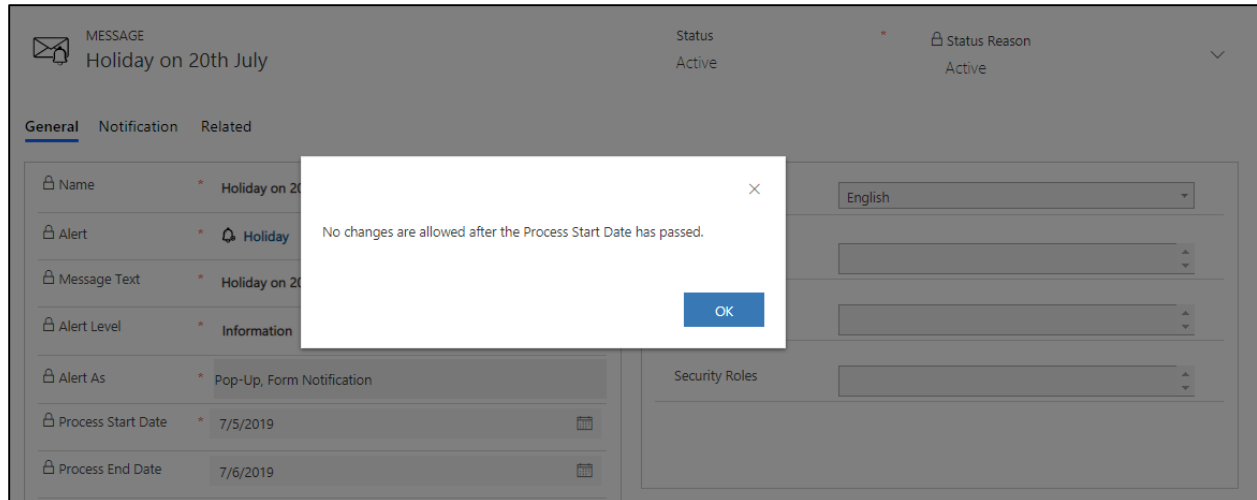 MESSAGE
Holiday on 20th July
Status
*
Active
Status Reason
Active
General Notification Related
Name * Holiday on 20
Alert * Holiday
Message Text * Holiday on 20
Alert Level * Information
Alert As * Pop-Up, Form Notification
Process Start Date * 7/5/2019
Process End Date 7/6/2019
No changes are allowed after the Process Start Date has passed.
OK
English
Security Roles